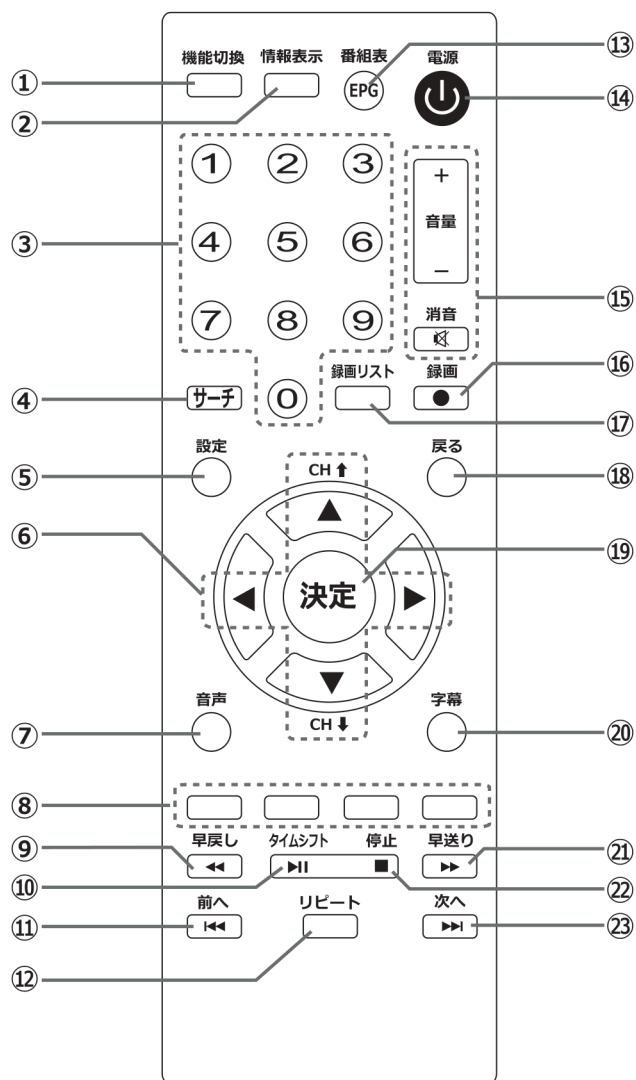 機能切換 情報表示 番組表 電源 ⑬
① EPG ⑭
②
1 2 3 +
③ 4 5 6 音量
−
7 8 9 消音 ⑮
④ サーチ 0 録画リスト 録画 ⑯
⑰
設定 CH 戻る
⑤ ⑱
⑥ 決定 ⑲
音声 CH 字幕
⑦ ⑳
⑧
早戻し タイムシフト 停止 早送り
⑨ ㉑
⑩ ㉒
前へ リピート 次へ
⑪ ㉓
⑫